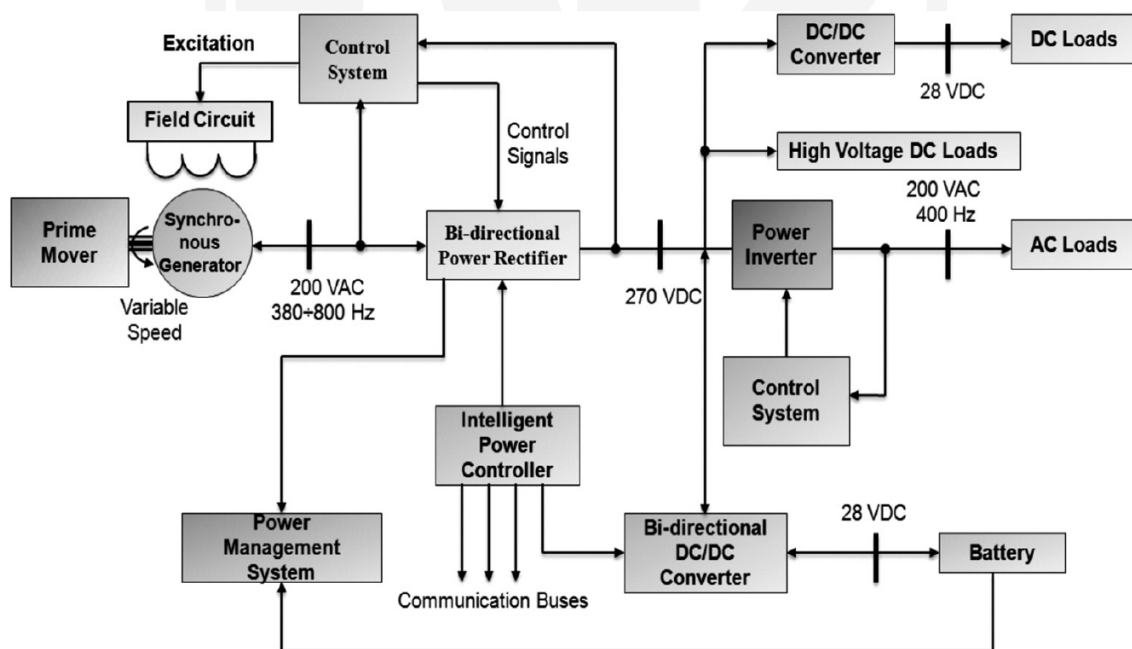 Excitation
Control
System
DC/DC
Converter
DC Loads
28 VDC
Field Circuit
Control
Signals
High Voltage DC Loads
200 VAC
400 Hz
Prime
Mover
Synchro-
nous
Generator
Bi-directional
Power Rectifier
Power
Inverter
AC Loads
Variable
Speed
200 VAC
380÷800 Hz
270 VDC
Control
System
Intelligent
Power
Controller
Power
Management
System
Bi-directional
DC/DC
Converter
28 VDC
Battery
Communication Buses